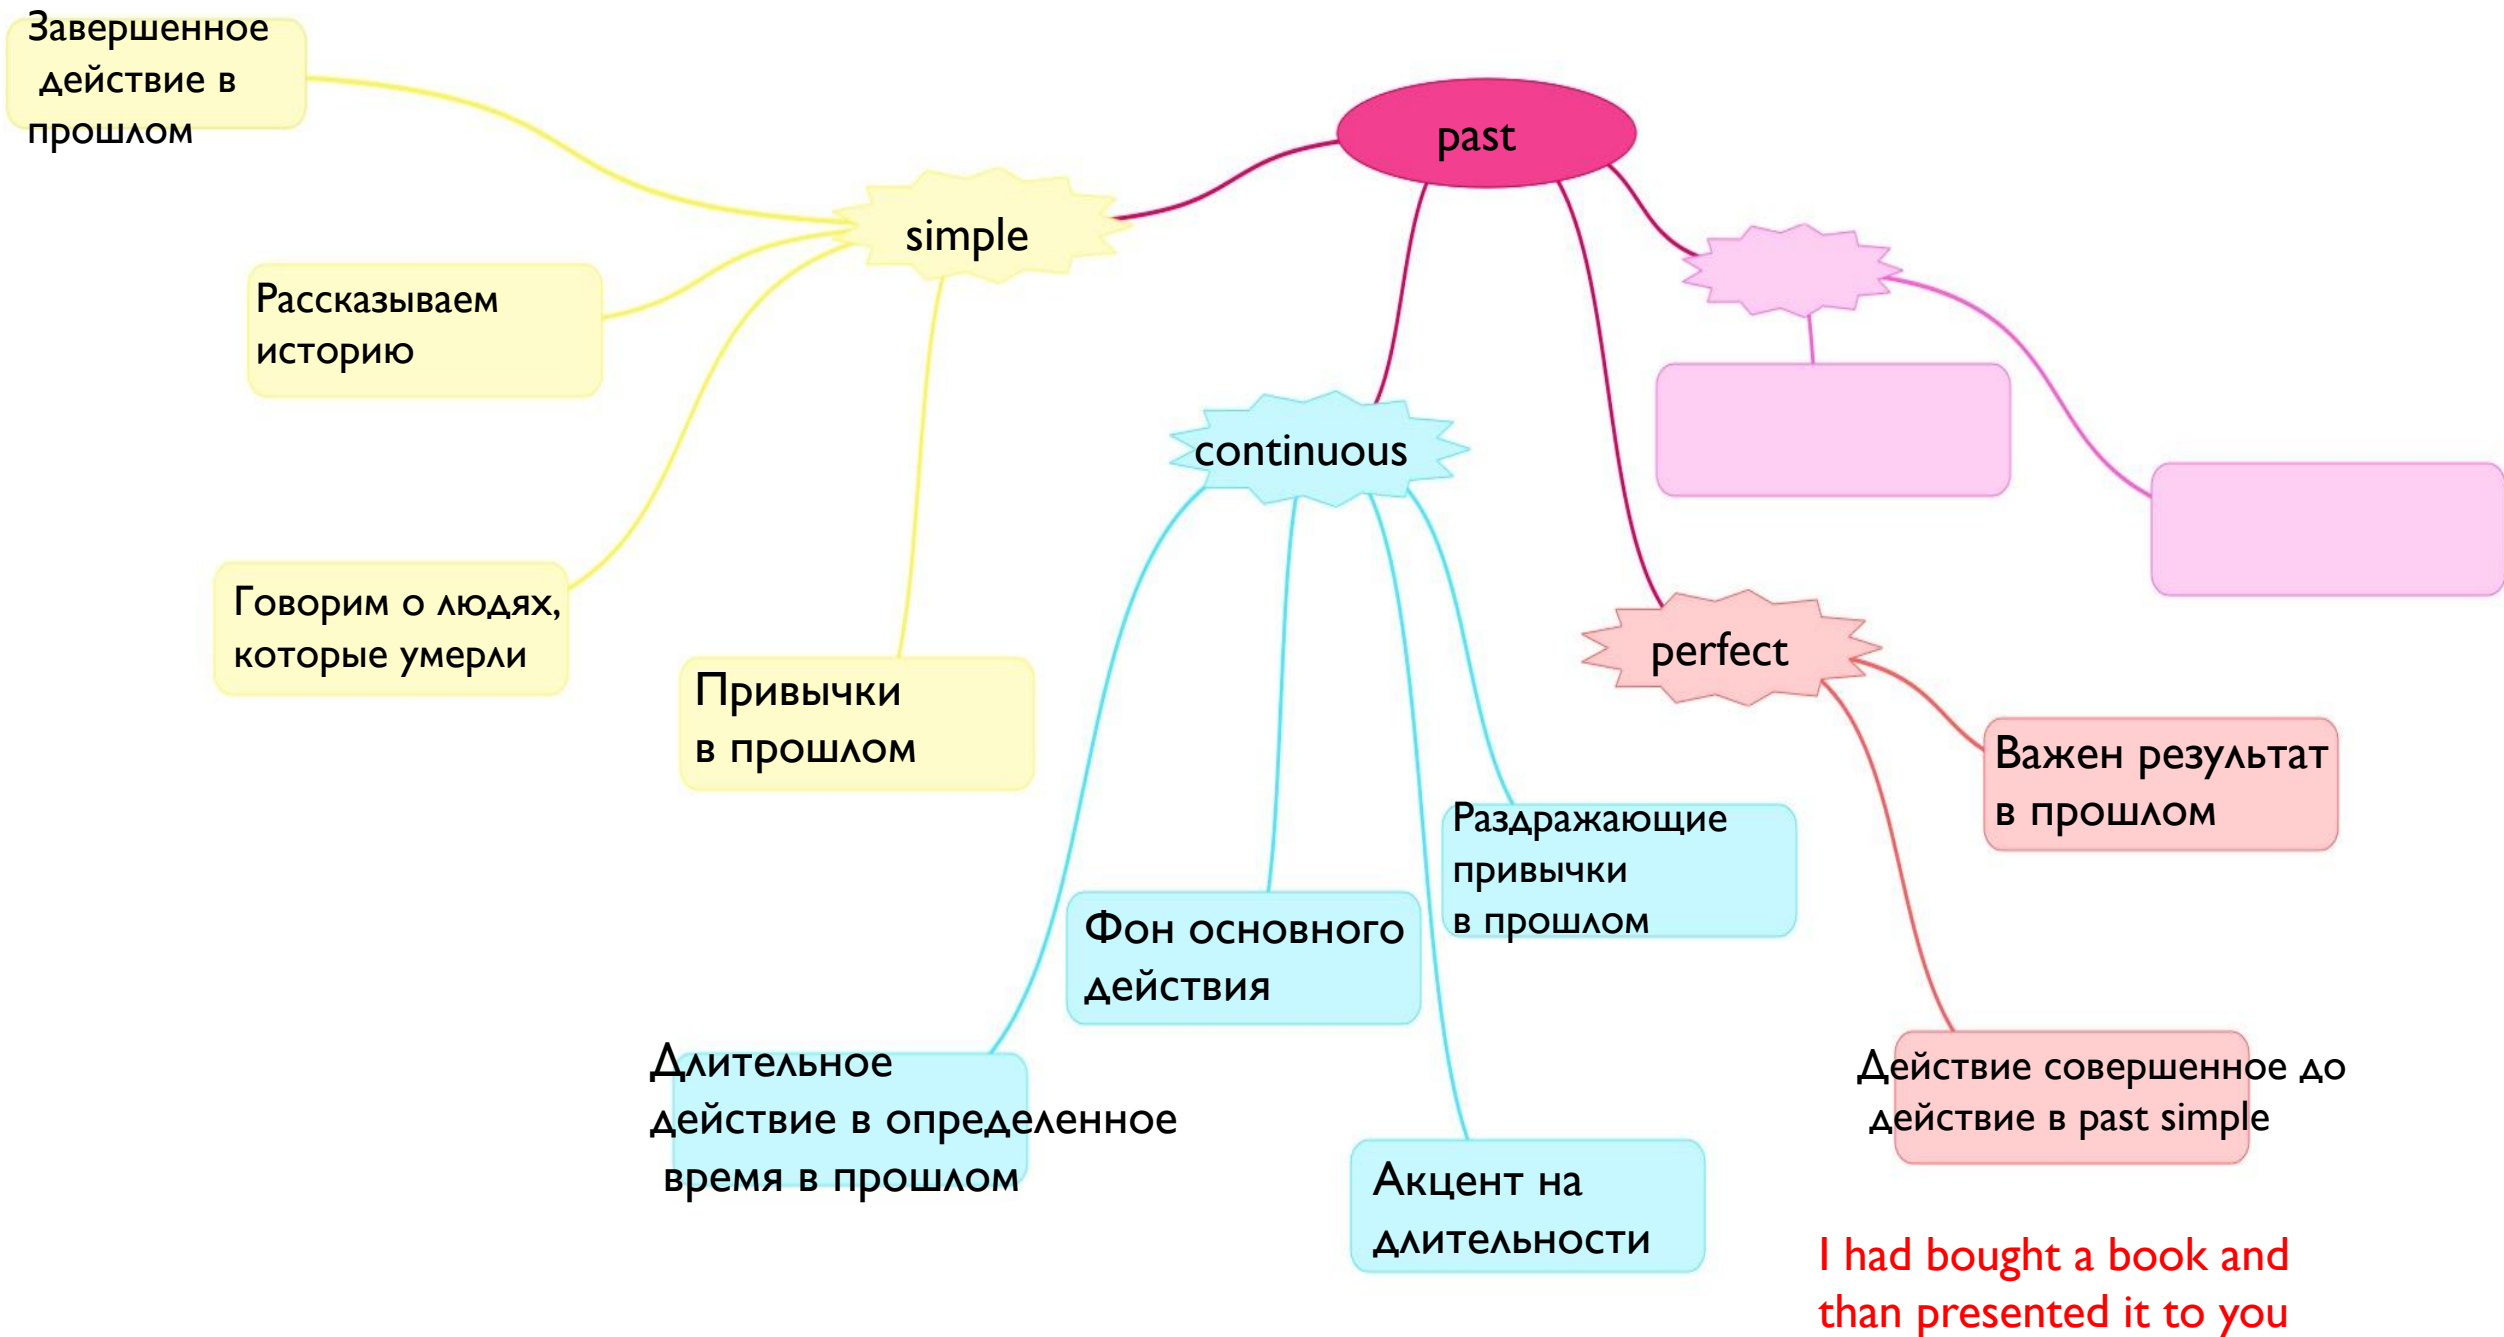 Завершенное
действие в
прошлом
past
simple
Рассказываем
историю
continuous
Говорим о людях,
которые умерли
perfect
Привычки
в прошлом
Важен результат
в прошлом
Раздражающие
привычки
в прошлом
Фон основного
действия
Длительное
действие в определенное
время в прошлом
Действие совершенное до
действие в past simple
Акцент на
длительности
I had bought a book and
than presented it to you